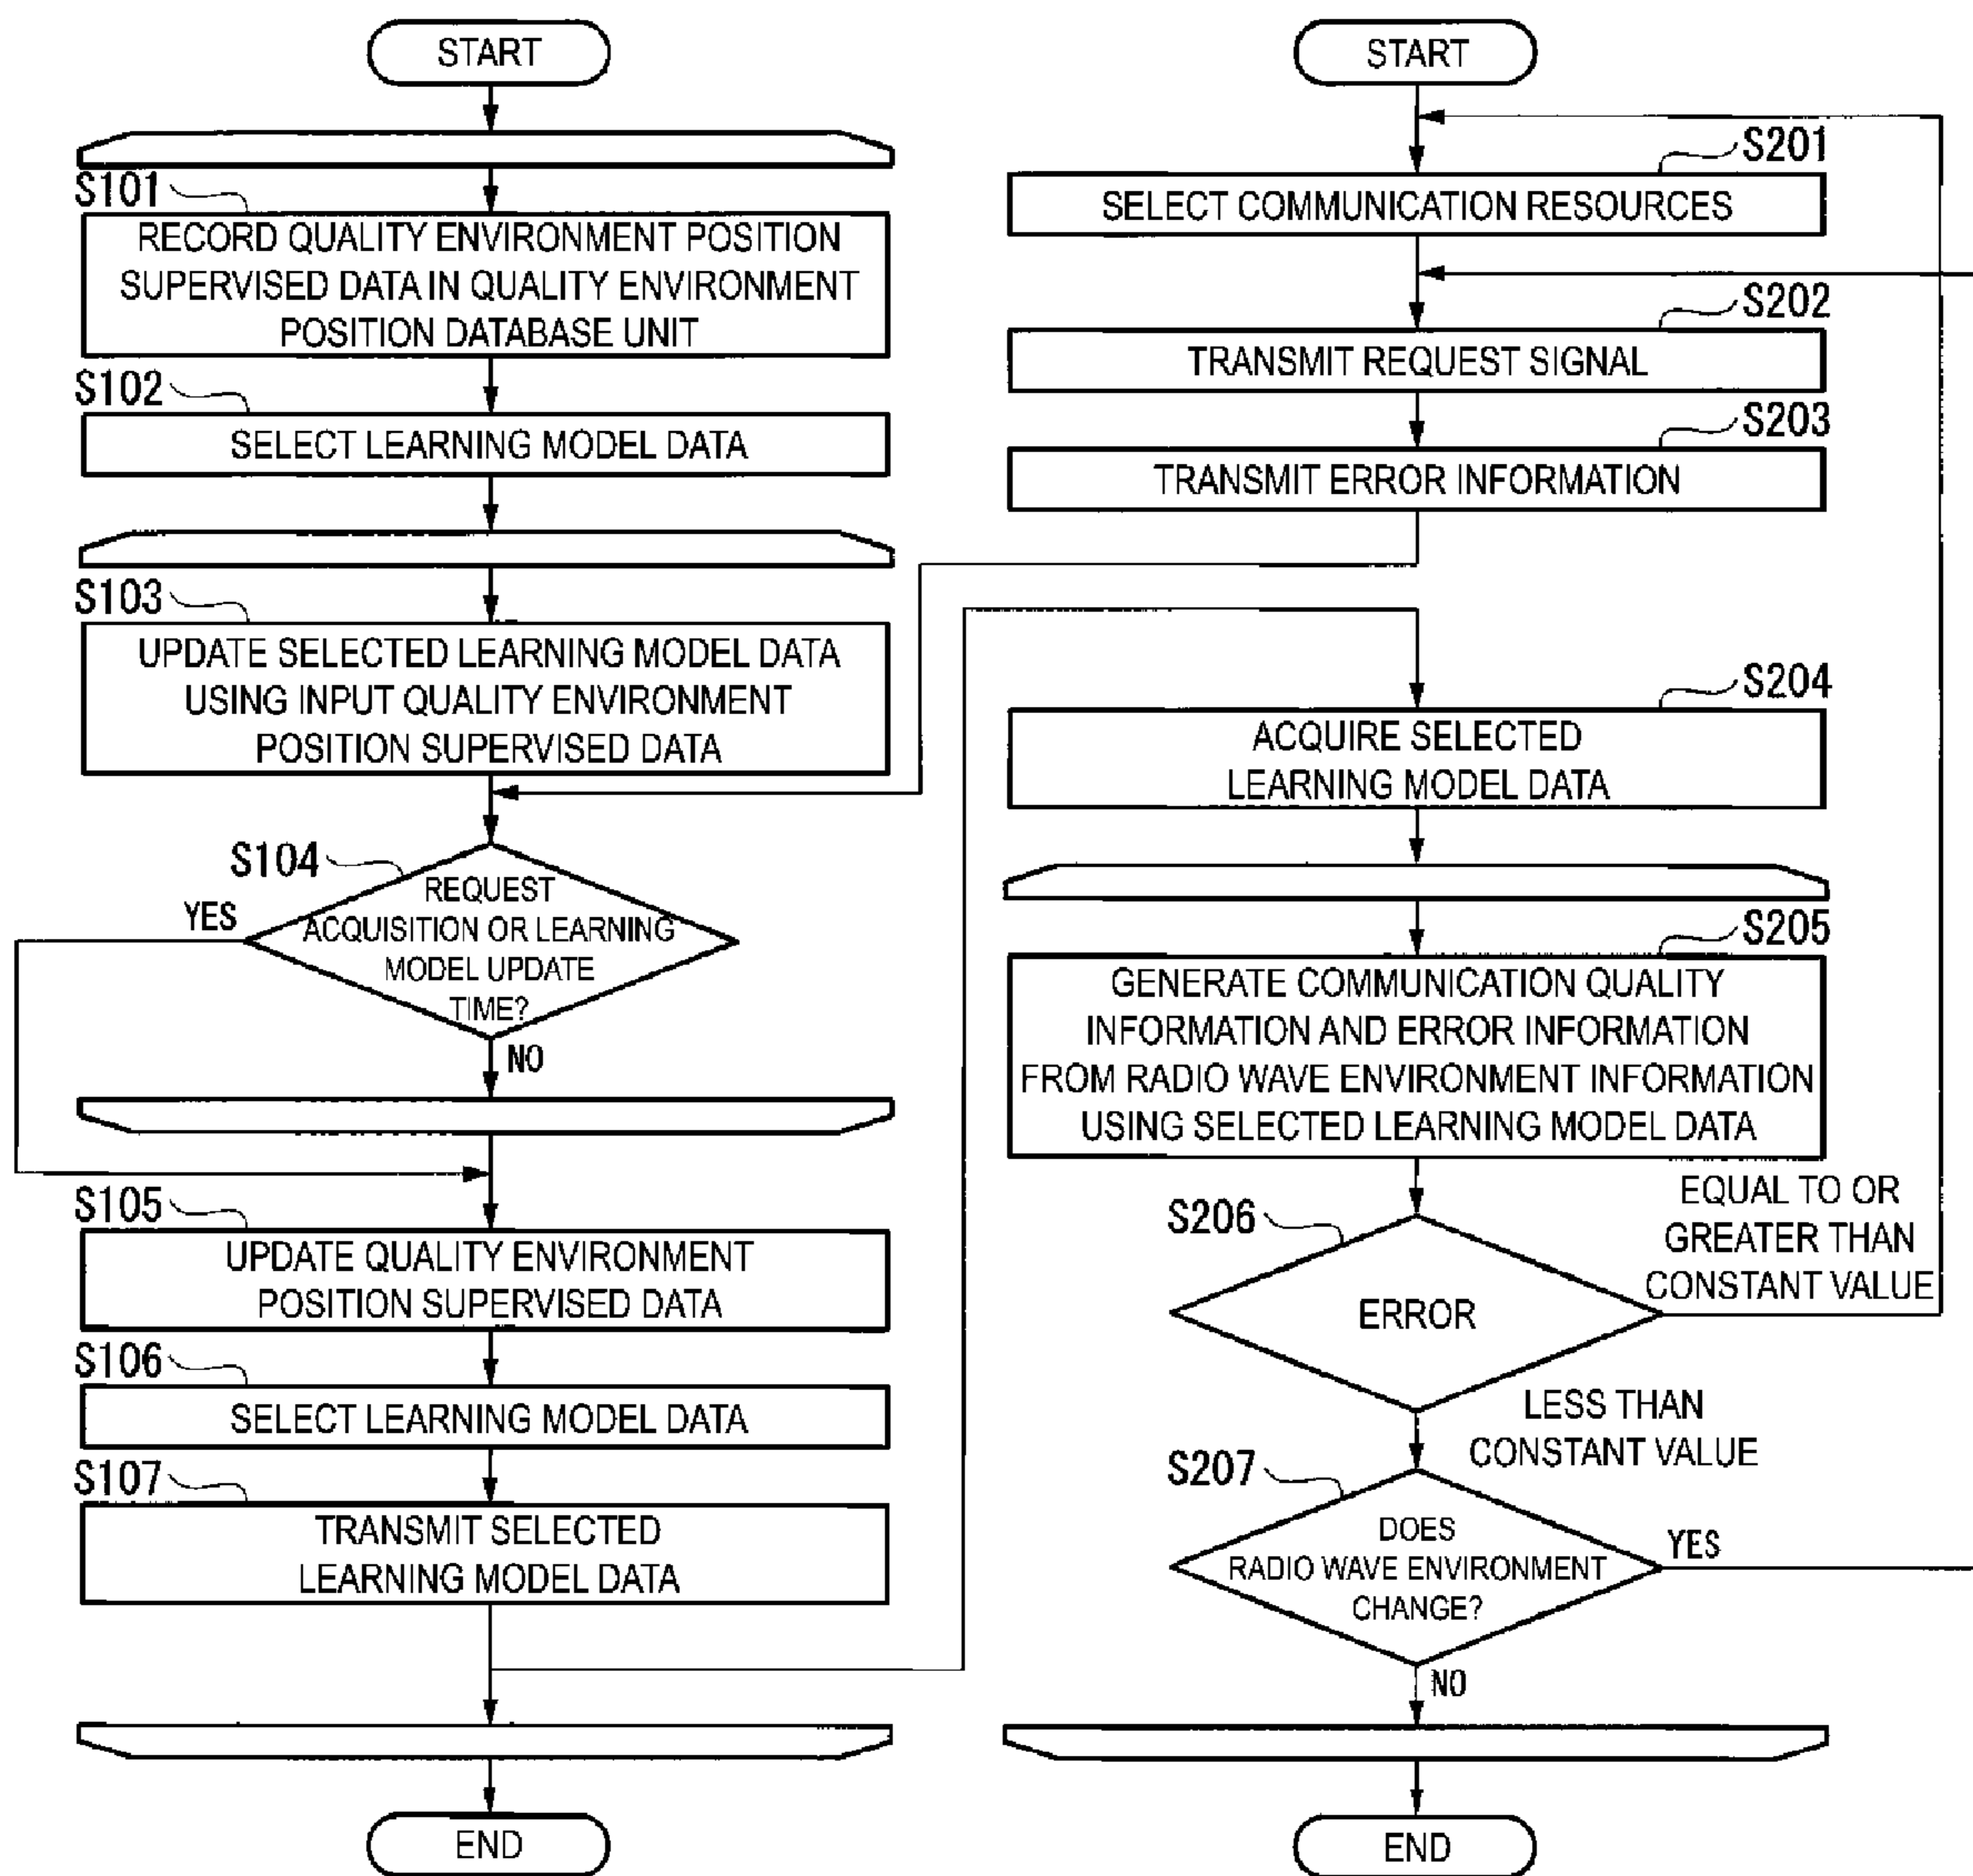 START
S101
RECORD QUALITY ENVIRONMENT POSITION
SUPERVISED DATA IN QUALITY ENVIRONMENT
POSITION DATABASE UNIT
S102
SELECT LEARNING MODEL DATA
S103
UPDATE SELECTED LEARNING MODEL DATA
USING INPUT QUALITY ENVIRONMENT
POSITION SUPERVISED DATA
S104
REQUEST
ACQUISITION OR LEARNING
MODEL UPDATE
TIME?
YES
NO
S105
UPDATE QUALITY ENVIRONMENT
POSITION SUPERVISED DATA
S106
SELECT LEARNING MODEL DATA
S107
TRANSMIT SELECTED
LEARNING MODEL DATA
END
START
S201
SELECT COMMUNICATION RESOURCES
S202
TRANSMIT REQUEST SIGNAL
S203
TRANSMIT ERROR INFORMATION
S204
ACQUIRE SELECTED
LEARNING MODEL DATA
S205
GENERATE COMMUNICATION QUALITY
INFORMATION AND ERROR INFORMATION
FROM RADIO WAVE ENVIRONMENT INFORMATION
USING SELECTED LEARNING MODEL DATA
S206
ERROR
EQUAL TO OR
GREATER THAN
CONSTANT VALUE
LESS THAN
CONSTANT VALUE
S207
DOES
RADIO WAVE ENVIRONMENT
CHANGE?
YES
NO
END